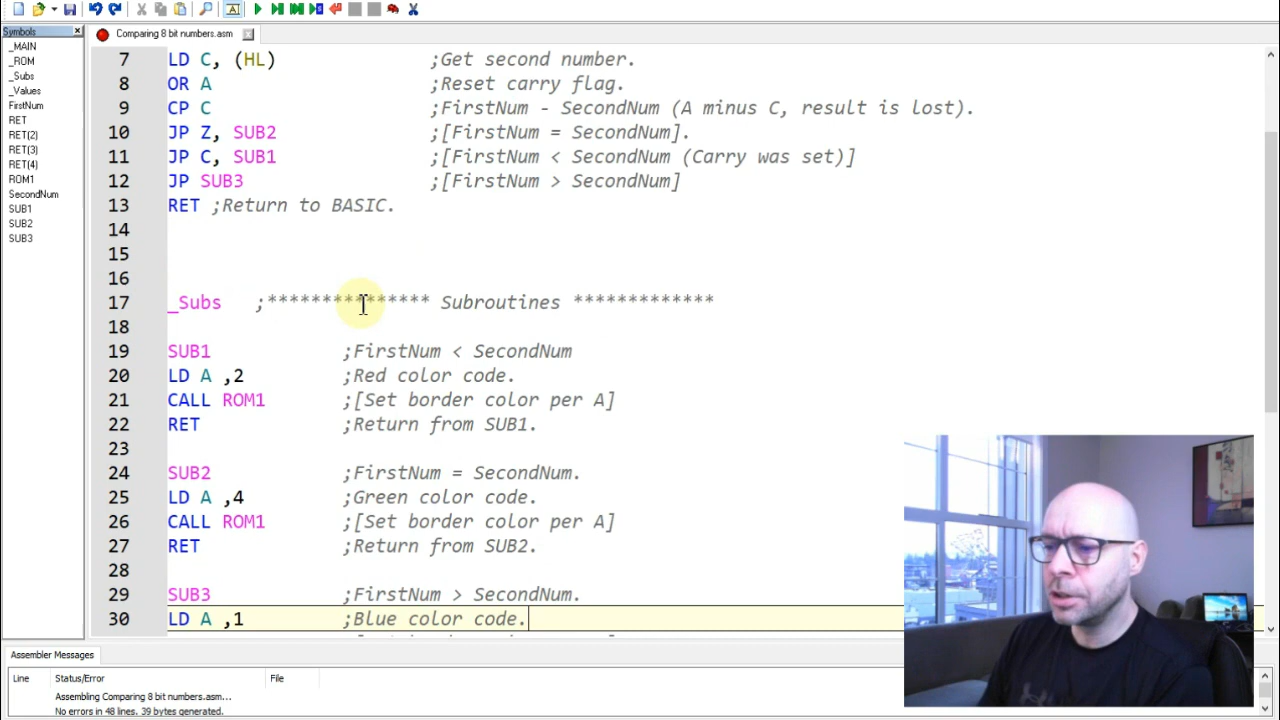 Symbols
_MAIN
_ROM
_Subs
_Values
FirstNum
RET
RET(2)
RET(3)
RET(4)
ROM1
SecondNum
SUB1
SUB2
SUB3
Comparing 8 bit numbers.asm
7 LD C, (HL) ;Get second number.
8 OR A ;Reset carry flag.
9 CP C ;FirstNum - SecondNum (A minus C, result is lost).
10 JP Z, SUB2 ;[FirstNum = SecondNum].
11 JP C, SUB1 ;[FirstNum < SecondNum (Carry was set)]
12 JP SUB3 ;[FirstNum > SecondNum]
13 RET ;Return to BASIC.
14
15
16
17 _Subs ;*************** Subroutines *************
18
19 SUB1 ;FirstNum < SecondNum
20 LD A ,2 ;Red color code.
21 CALL ROM1 ;[Set border color per A]
22 RET ;Return from SUB1.
23
24 SUB2 ;FirstNum = SecondNum.
25 LD A ,4 ;Green color code.
26 CALL ROM1 ;[Set border color per A]
27 RET ;Return from SUB2.
28
29 SUB3 ;FirstNum > SecondNum.
30 LD A ,1 ;Blue color code.
Assembler Messages
Line Status/Error File
Assembling Comparing 8 bit numbers.asm...
No errors in 48 lines. 39 bytes generated.